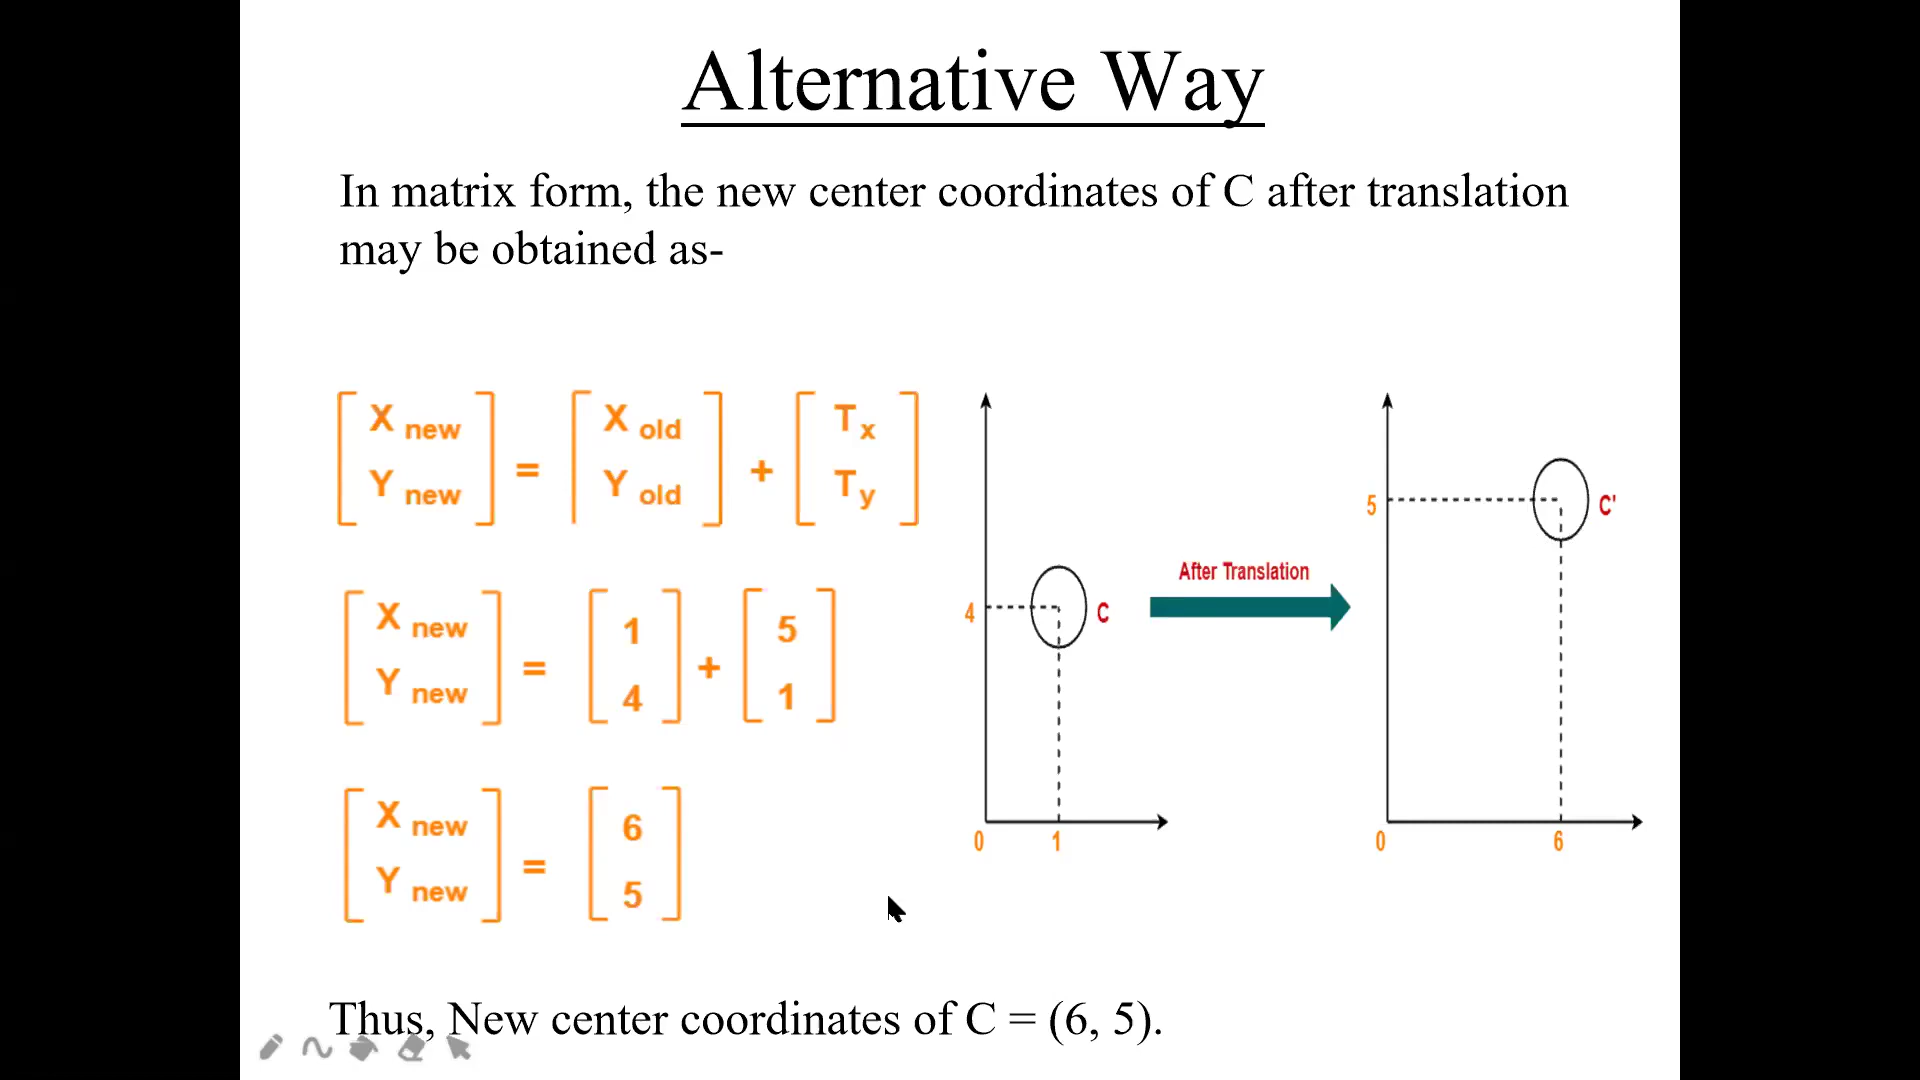 Alternative Way
In matrix form, the new center coordinates of C after translation
may be obtained as-
X new = X old + Tx
Y new Y old Ty
X new = 1 + 5
Y new 4 1
X new = 6
Y new 5
4
C
0 1
After Translation
5
C'
0 6
Thus, New center coordinates of C = (6, 5).